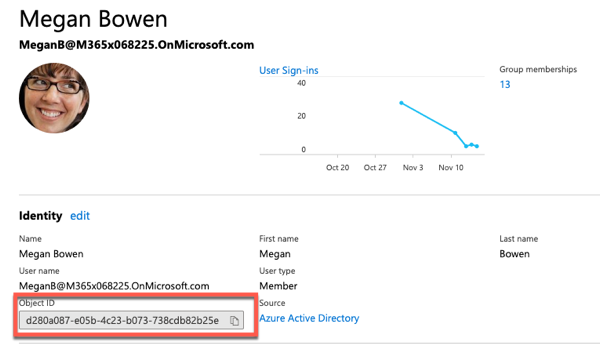 Megan Bowen
MeganB@M365x068225.OnMicrosoft.com
User Sign-ins
Group memberships
13
40
20
0
Oct 20 Oct 27 Nov 3 Nov 10
Identity edit
Name First name Last name
Megan Bowen Megan Bowen
User name User type
MeganB@M365x068225.OnMicrosoft.com Member
Object ID Source
d280a087-e05b-4c23-b073-738cdb82b25e Azure Active Directory